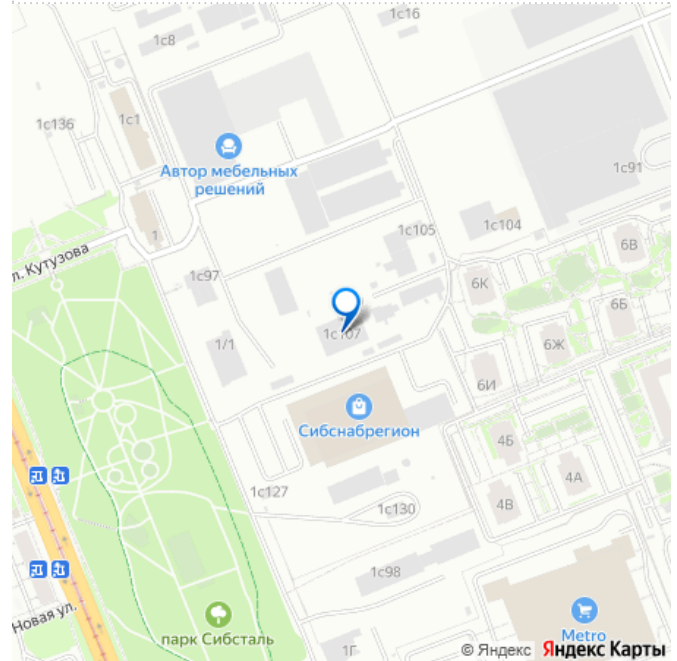 1с16
1с8
1с136
1с1
Автор мебельных
решений
1с91
1с105
1с104
1
6В
л. Кутузова
1с97
6К
6Б
1с107
1/1
6Ж
6И
Сибснабрегион
4Б
4А
1с127
4В
1с130
1с98
Новая ул.
парк Сибсталь
Metro
1Г
© Яндекс Яндекс Карты